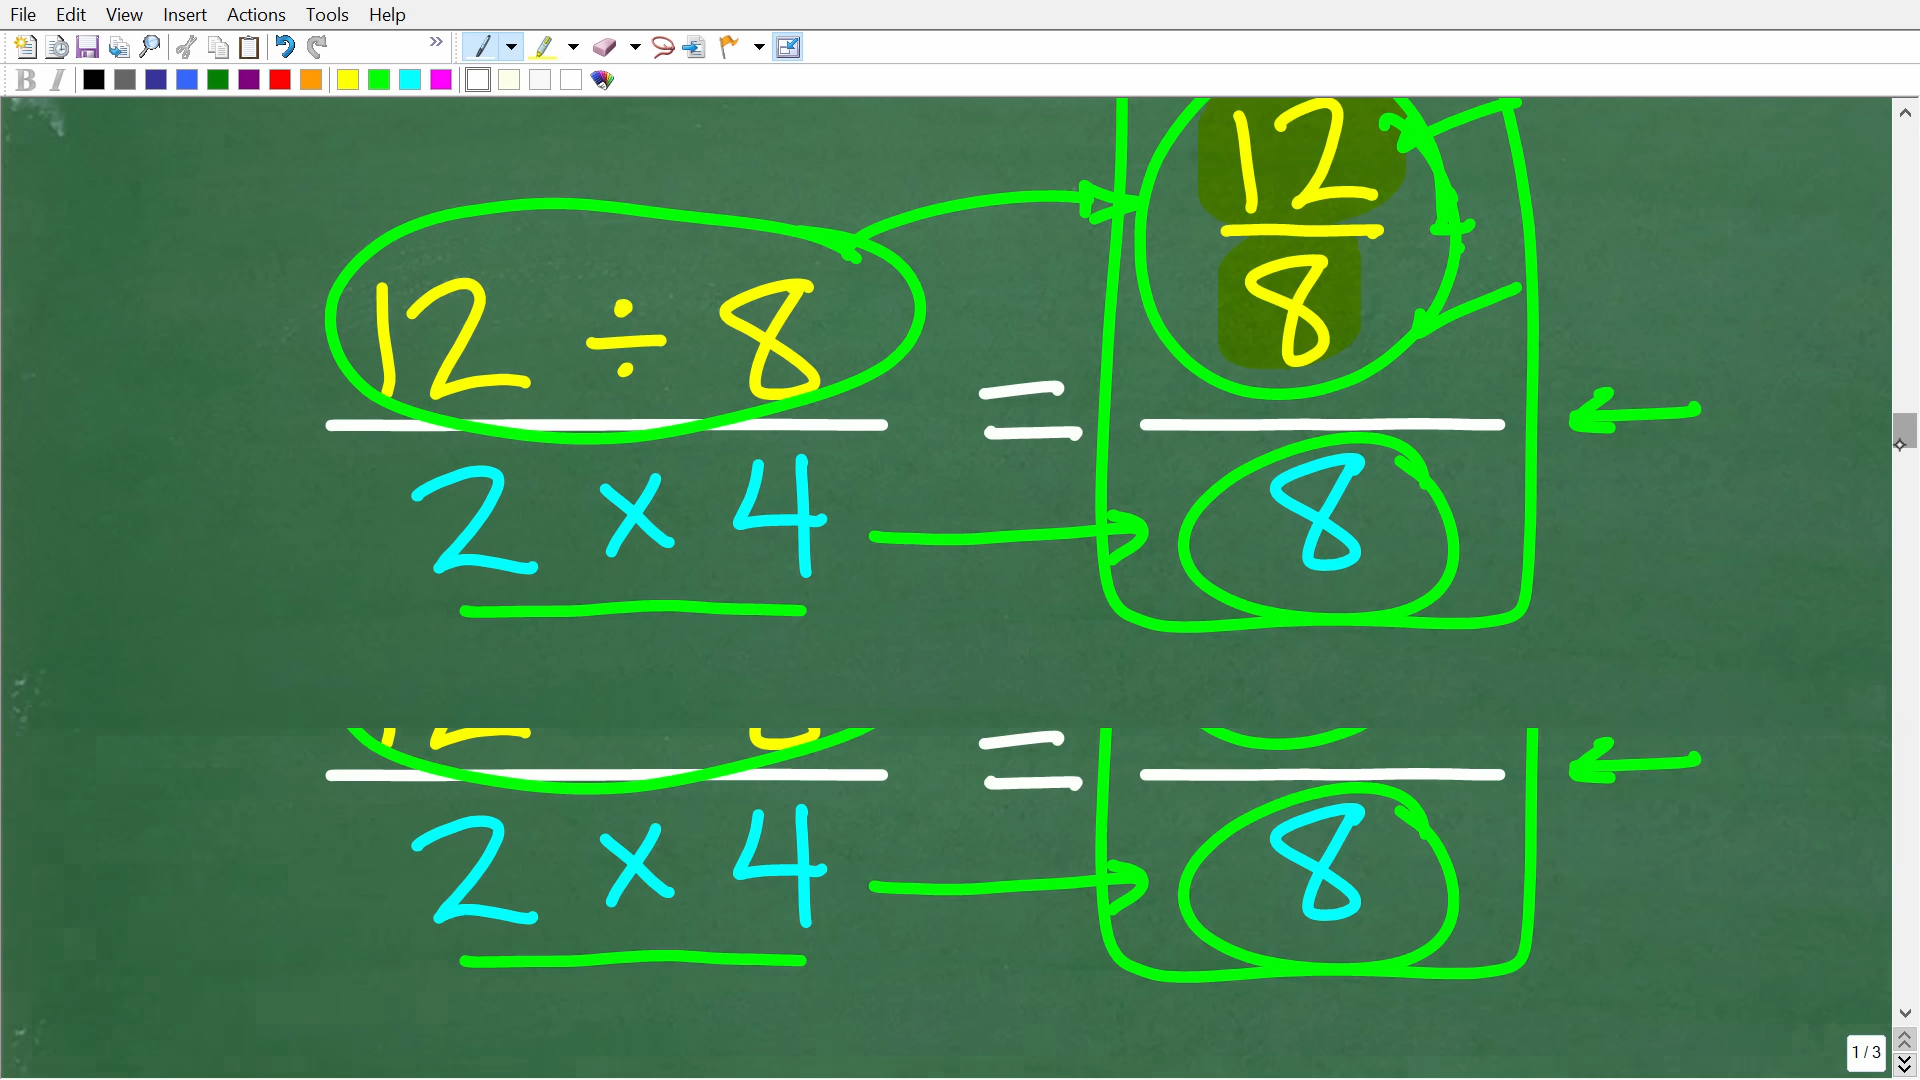 File Edit View Insert Actions Tools Help
B I
12
8
12 ÷ 8
=
2 × 4
8
=
2 × 4
8
1 / 3